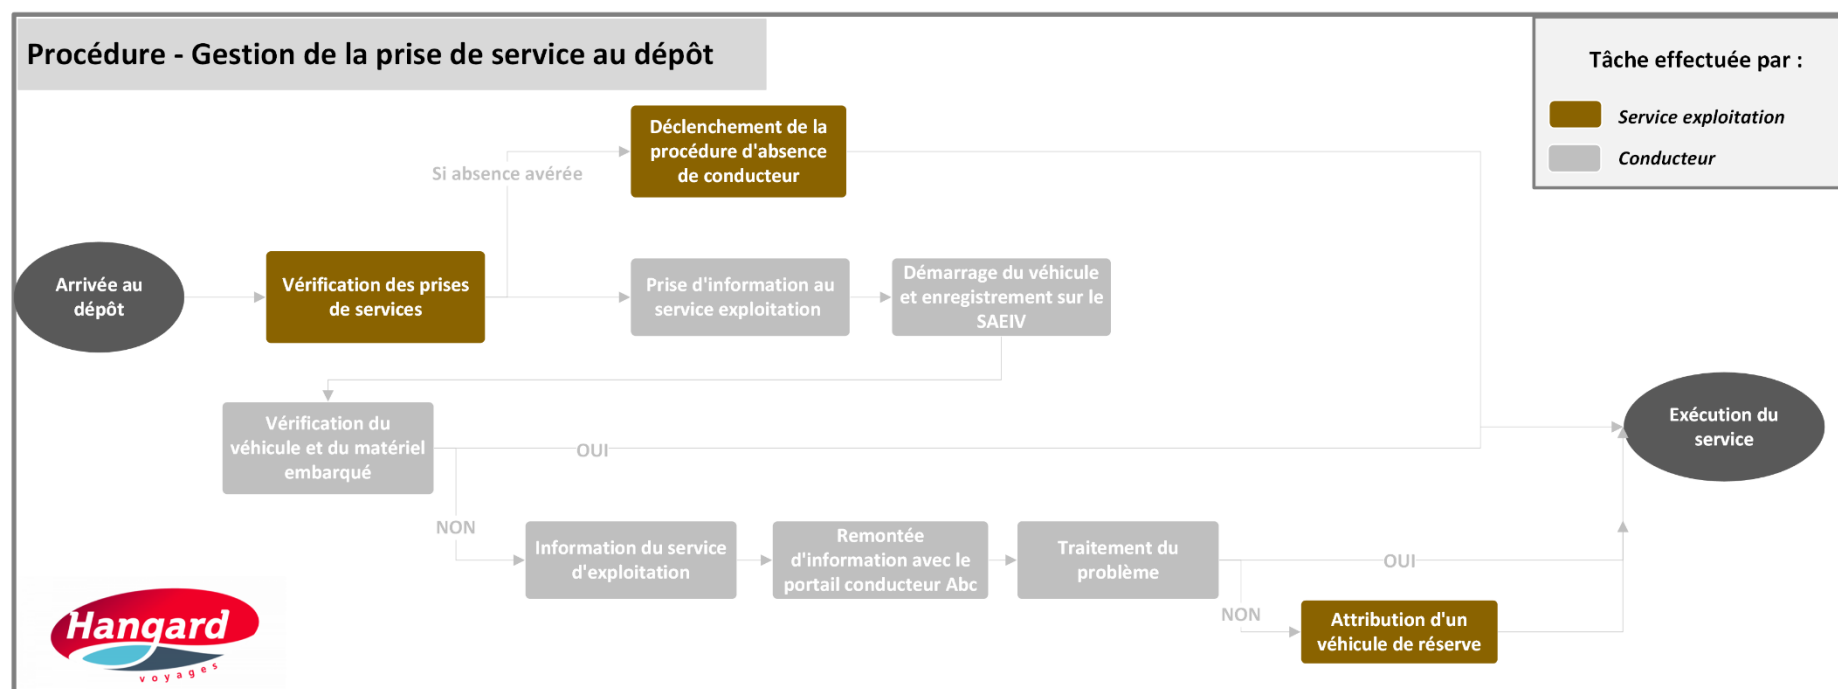 Procédure - Gestion de la prise de service au dépôt
Tâche effectuée par :
Service exploitation
Conducteur
Déclenchement de la
procédure d'absence
de conducteur
Si absence avérée
Arrivée au
dépôt
Vérification des prises
de services
Prise d'information au
service exploitation
Démarrage du véhicule
et enregistrement sur le
SAEIV
Vérification du
véhicule et du matériel
embarqué
OUI
Exécution du
service
NON
Information du service
d'exploitation
Remontée
d'information avec le
portail conducteur Abc
Traitement du
problème
OUI
NON
Attribution d'un
véhicule de réserve
Hangard
voyages